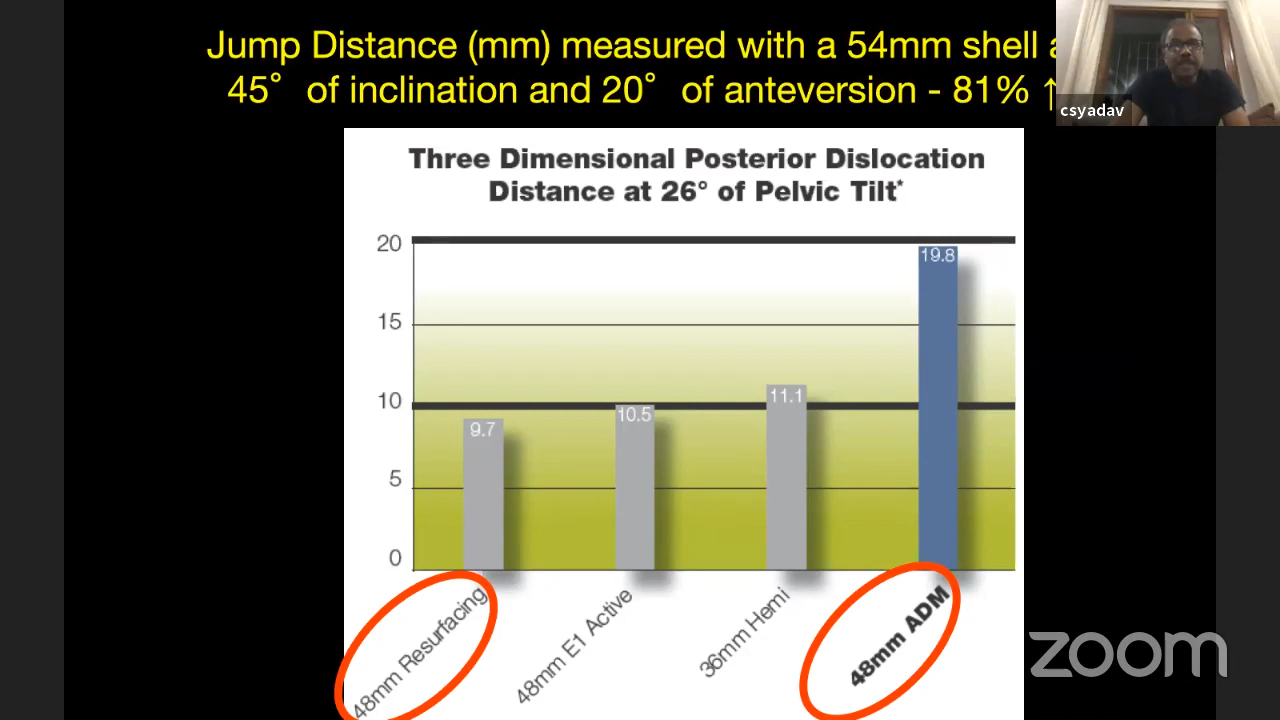 Jump Distance (mm) measured with a 54mm shell
45° of inclination and 20° of anteversion - 81% ↑
csyadav
Three Dimensional Posterior Dislocation
Distance at 26° of Pelvic Tilt*
20
15
10
5
0
9.7
10.5
11.1
19.8
48mm Resurfacing
48mm E1 Active
36mm Hemi
48mm ADM
zoom